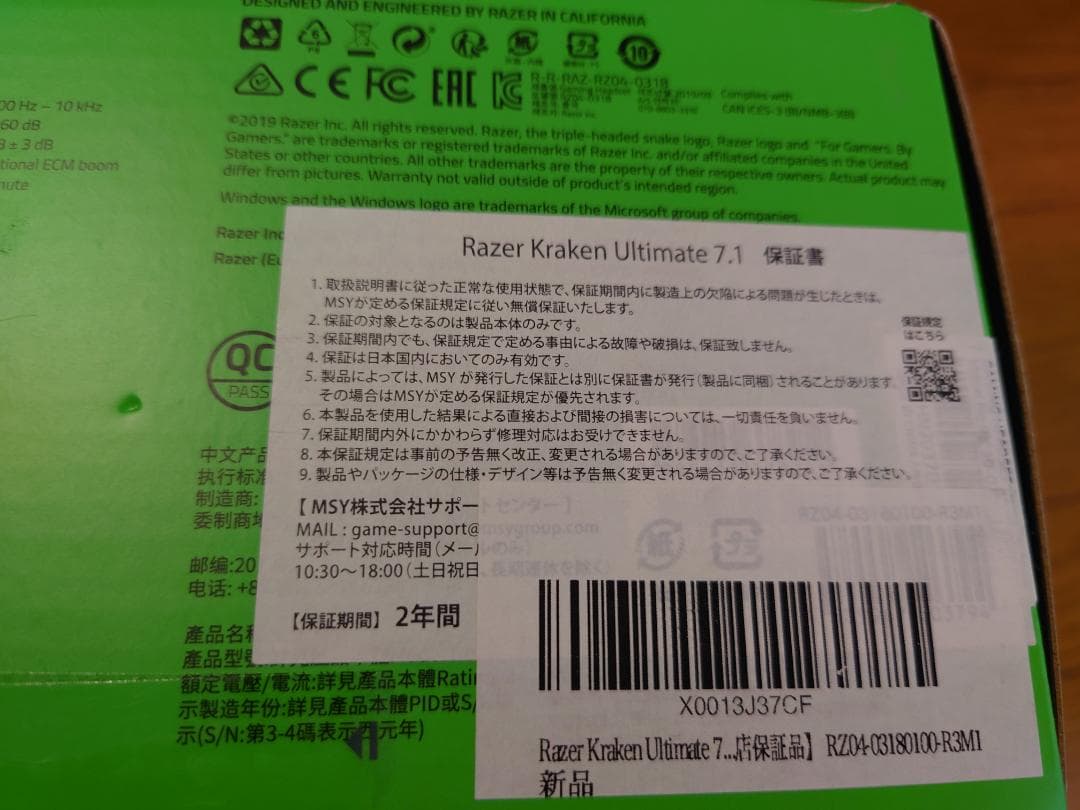 DESIGNED AND ENGINEERED BY RAZER IN CALIFORNIA
R-R-RAZ-RZ04-0318
Complies with
CAN ICES-3
00 Hz – 10 kHz
60 dB
3 ± 3 dB
tional ECM boom
mute
©2019 Razer Inc. All rights reserved. Razer, the triple-headed snake logo, Razer logo and "For Gamers. By
Gamers." are trademarks or registered trademarks of Razer Inc. and/or affiliated companies in the United
States or other countries. All other trademarks are the property of their respective owners. Actual product may
differ from pictures. Warranty not valid outside of product's intended region.
Windows and the Windows logo are trademarks of the Microsoft group of companies.
Razer Inc
Razer (Eu
Razer Kraken Ultimate 7.1 保証書
1. 取扱説明書に従った正常な使用状態で、保証期間内に製造上の欠陥による問題が生じたときは、
MSYが定める保証規定に従い無償保証いたします。
2. 保証の対象となるのは製品本体のみです。
3. 保証期間内でも、保証規定で定める事由による故障や破損は、保証致しません。
4. 保証は日本国内においてのみ有効です。
5. 製品によっては、MSY が発行した保証とは別に保証書が発行(製品に同梱)されることがあります
その場合はMSYが定める保証規定が優先されます。
6. 本製品を使用した結果による直接および間接の損害については、一切責任を負いません。
7. 保証期間内外にかかわらず修理対応はお受けできません。
8. 本保証規定は事前の予告無く改正、変更される場合がありますので、ご了承ください。
9. 製品やパッケージの仕様・デザイン等は予告無く変更される場合がありますので、ご了承ください。
保証規定
はこちら
【 MSY株式会社サポートセンター 】
MAIL : game-support@msygroup.com
サポート対応時間(メールのみ)
10:30〜18:00(土日祝日、長期連休を除く)
【保証期間】 2年間
QC
PASS
中文产品
执行标准
制造商:
委制商地
邮编:20
电话: +8
產品名稱
產品型號
額定電壓/電流:詳見產品本體Ratin
示製造年份:詳見產品本體PID或S/
示(S/N:第3-4碼表示西元年)
紙
プラ
X0013J37CF
Razer Kraken Ultimate 7...店保証品】 RZ04-03180100-R3M1
新品